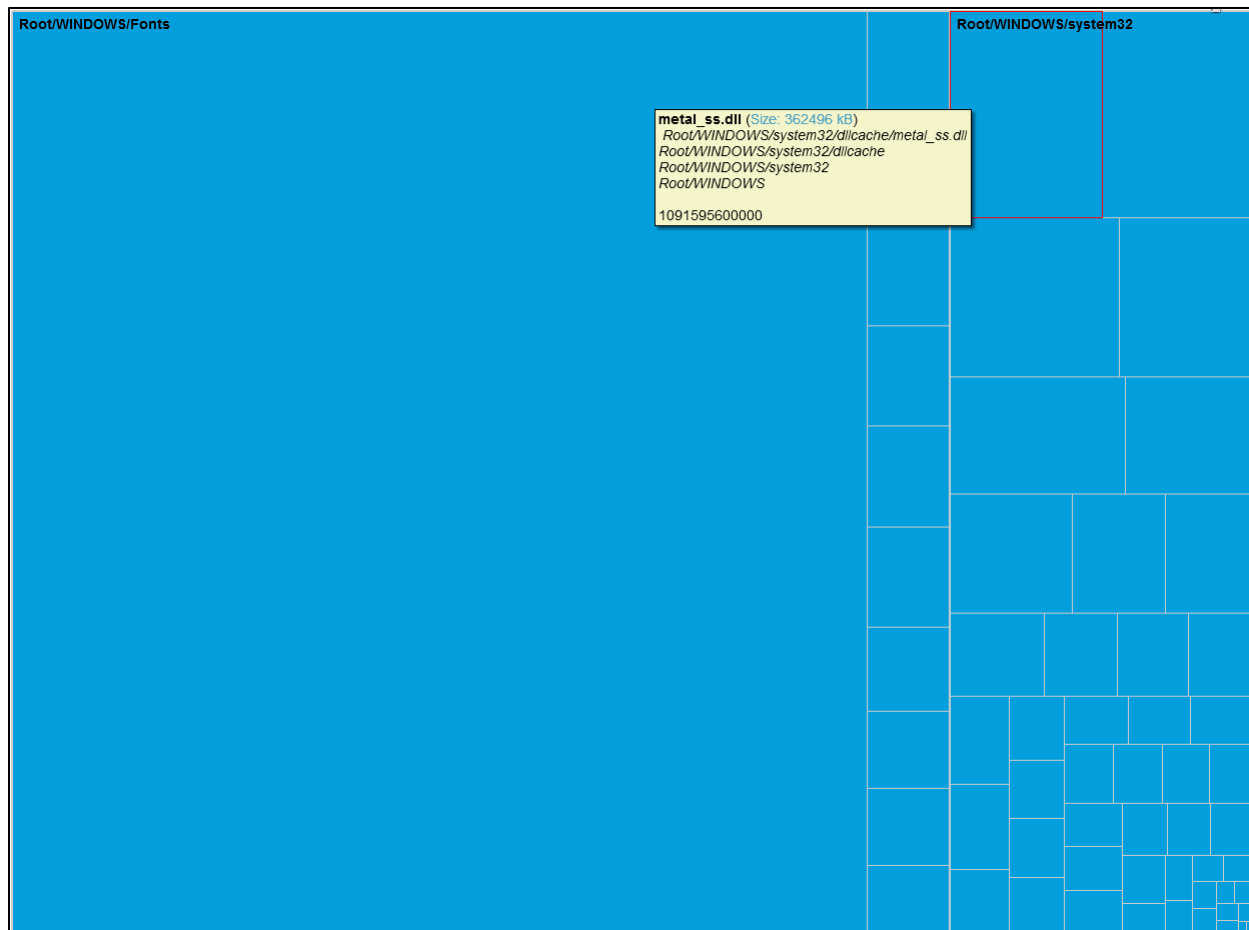 Root/WINDOWS/Fonts
Root/WINDOWS/system32
metal_ss.dll (Size: 362496 kB)
Root/WINDOWS/system32/dllcache/metal_ss.dll
Root/WINDOWS/system32/dllcache
Root/WINDOWS/system32
Root/WINDOWS
1091595600000